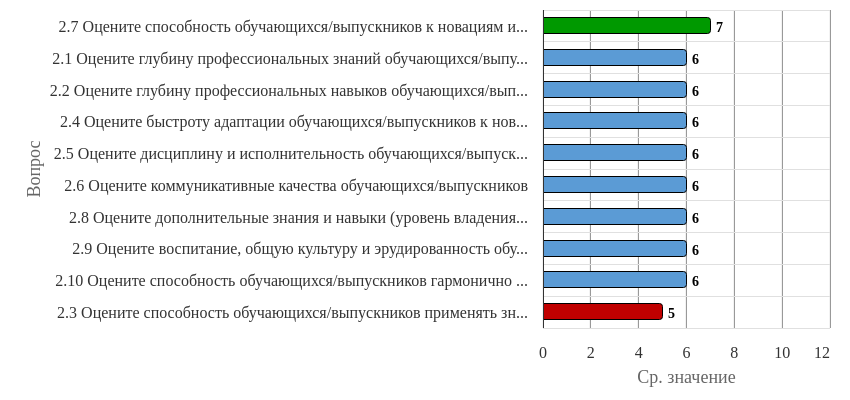 2.7 Оцените способность обучающихся/выпускников к новациям и... 7
2.1 Оцените глубину профессиональных знаний обучающихся/выпу... 6
2.2 Оцените глубину профессиональных навыков обучающихся/вып... 6
2.4 Оцените быстроту адаптации обучающихся/выпускников к нов... 6
2.5 Оцените дисциплину и исполнительность обучающихся/выпуск... 6
2.6 Оцените коммуникативные качества обучающихся/выпускников 6
2.8 Оцените дополнительные знания и навыки (уровень владения... 6
2.9 Оцените воспитание, общую культуру и эрудированность обу... 6
2.10 Оцените способность обучающихся/выпускников гармонично ... 6
2.3 Оцените способность обучающихся/выпускников применять зн... 5
Вопрос
0 2 4 6 8 10 12
Ср. значение